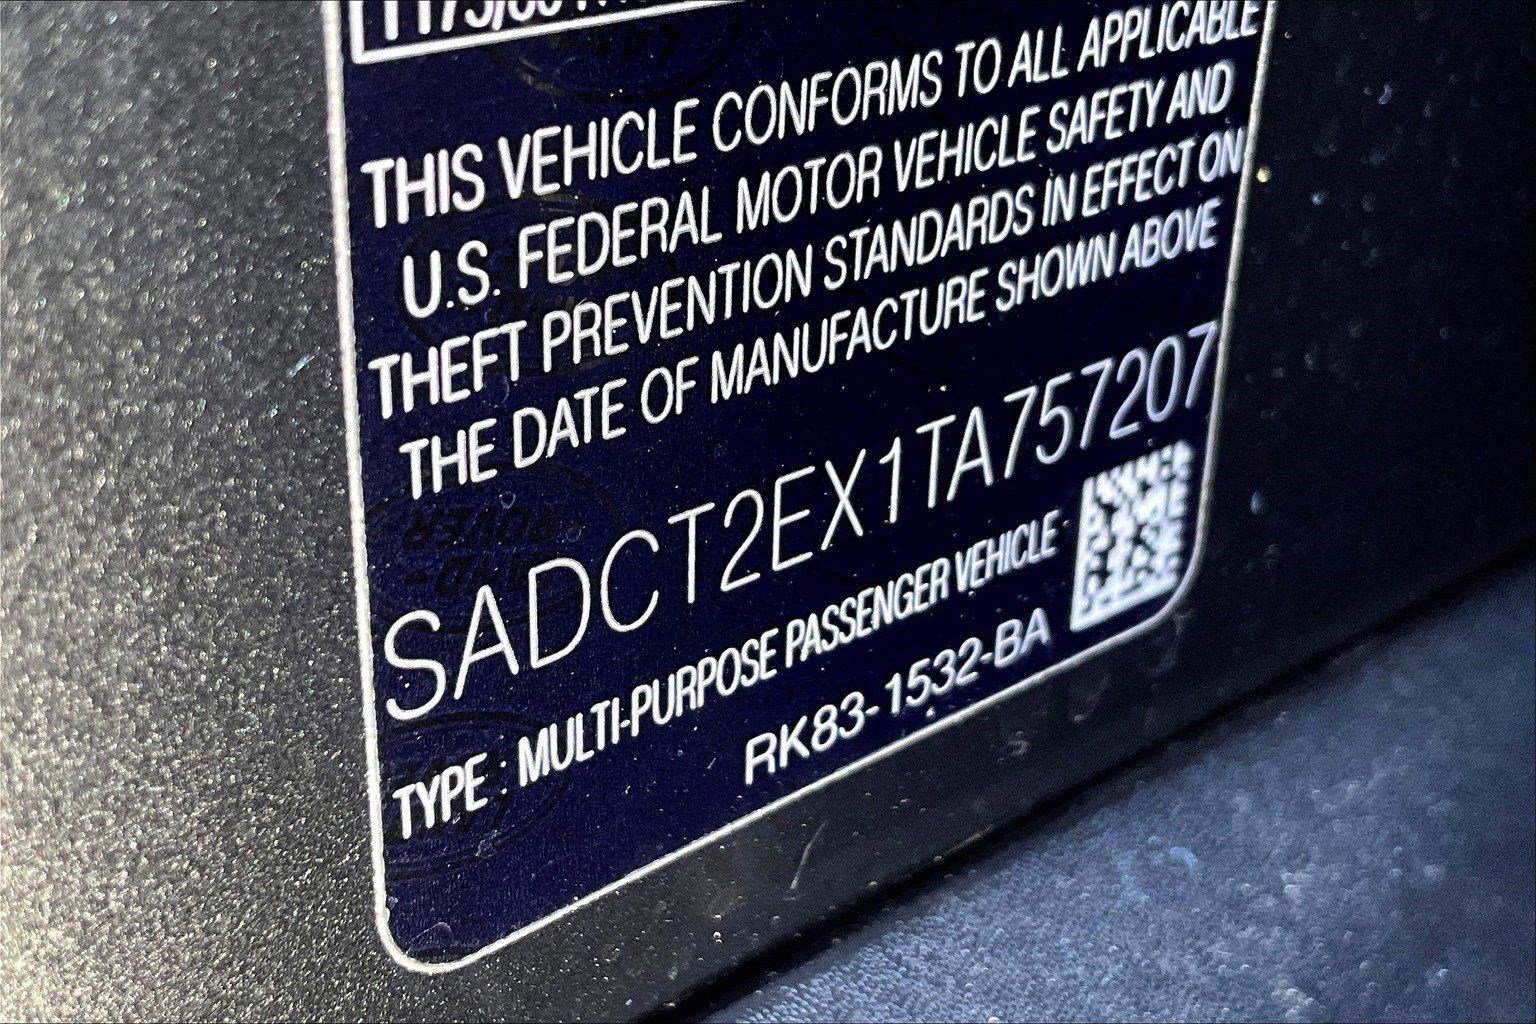 THIS VEHICLE CONFORMS TO ALL APPLICABLE
U.S. FEDERAL MOTOR VEHICLE SAFETY AND
THEFT PREVENTION STANDARDS IN EFFECT ON
THE DATE OF MANUFACTURE SHOWN ABOVE
SADCT2EX1TA757207
TYPE : MULTI-PURPOSE PASSENGER VEHICLE
RK83-1532-BA
ROVER